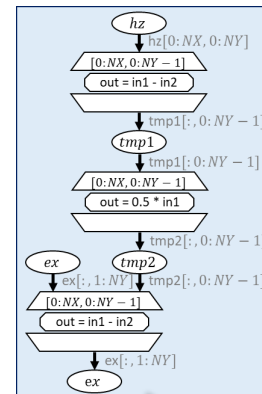 hz
hz[0:NX, 0:NY]
[0:NX, 0:NY − 1]
out = in1 - in2
tmp1[:, 0:NY − 1]
tmp1
tmp1[: 0:NY − 1]
[0:NX, 0:NY − 1]
out = 0.5 * in1
tmp2[:, 0:NY − 1
ex
tmp2
ex[:, 1:NY]
tmp2[:, 0:NY − 1]
[0:NX, 0:NY − 1]
out = in1 - in2
ex[:, 1:NY]
ex